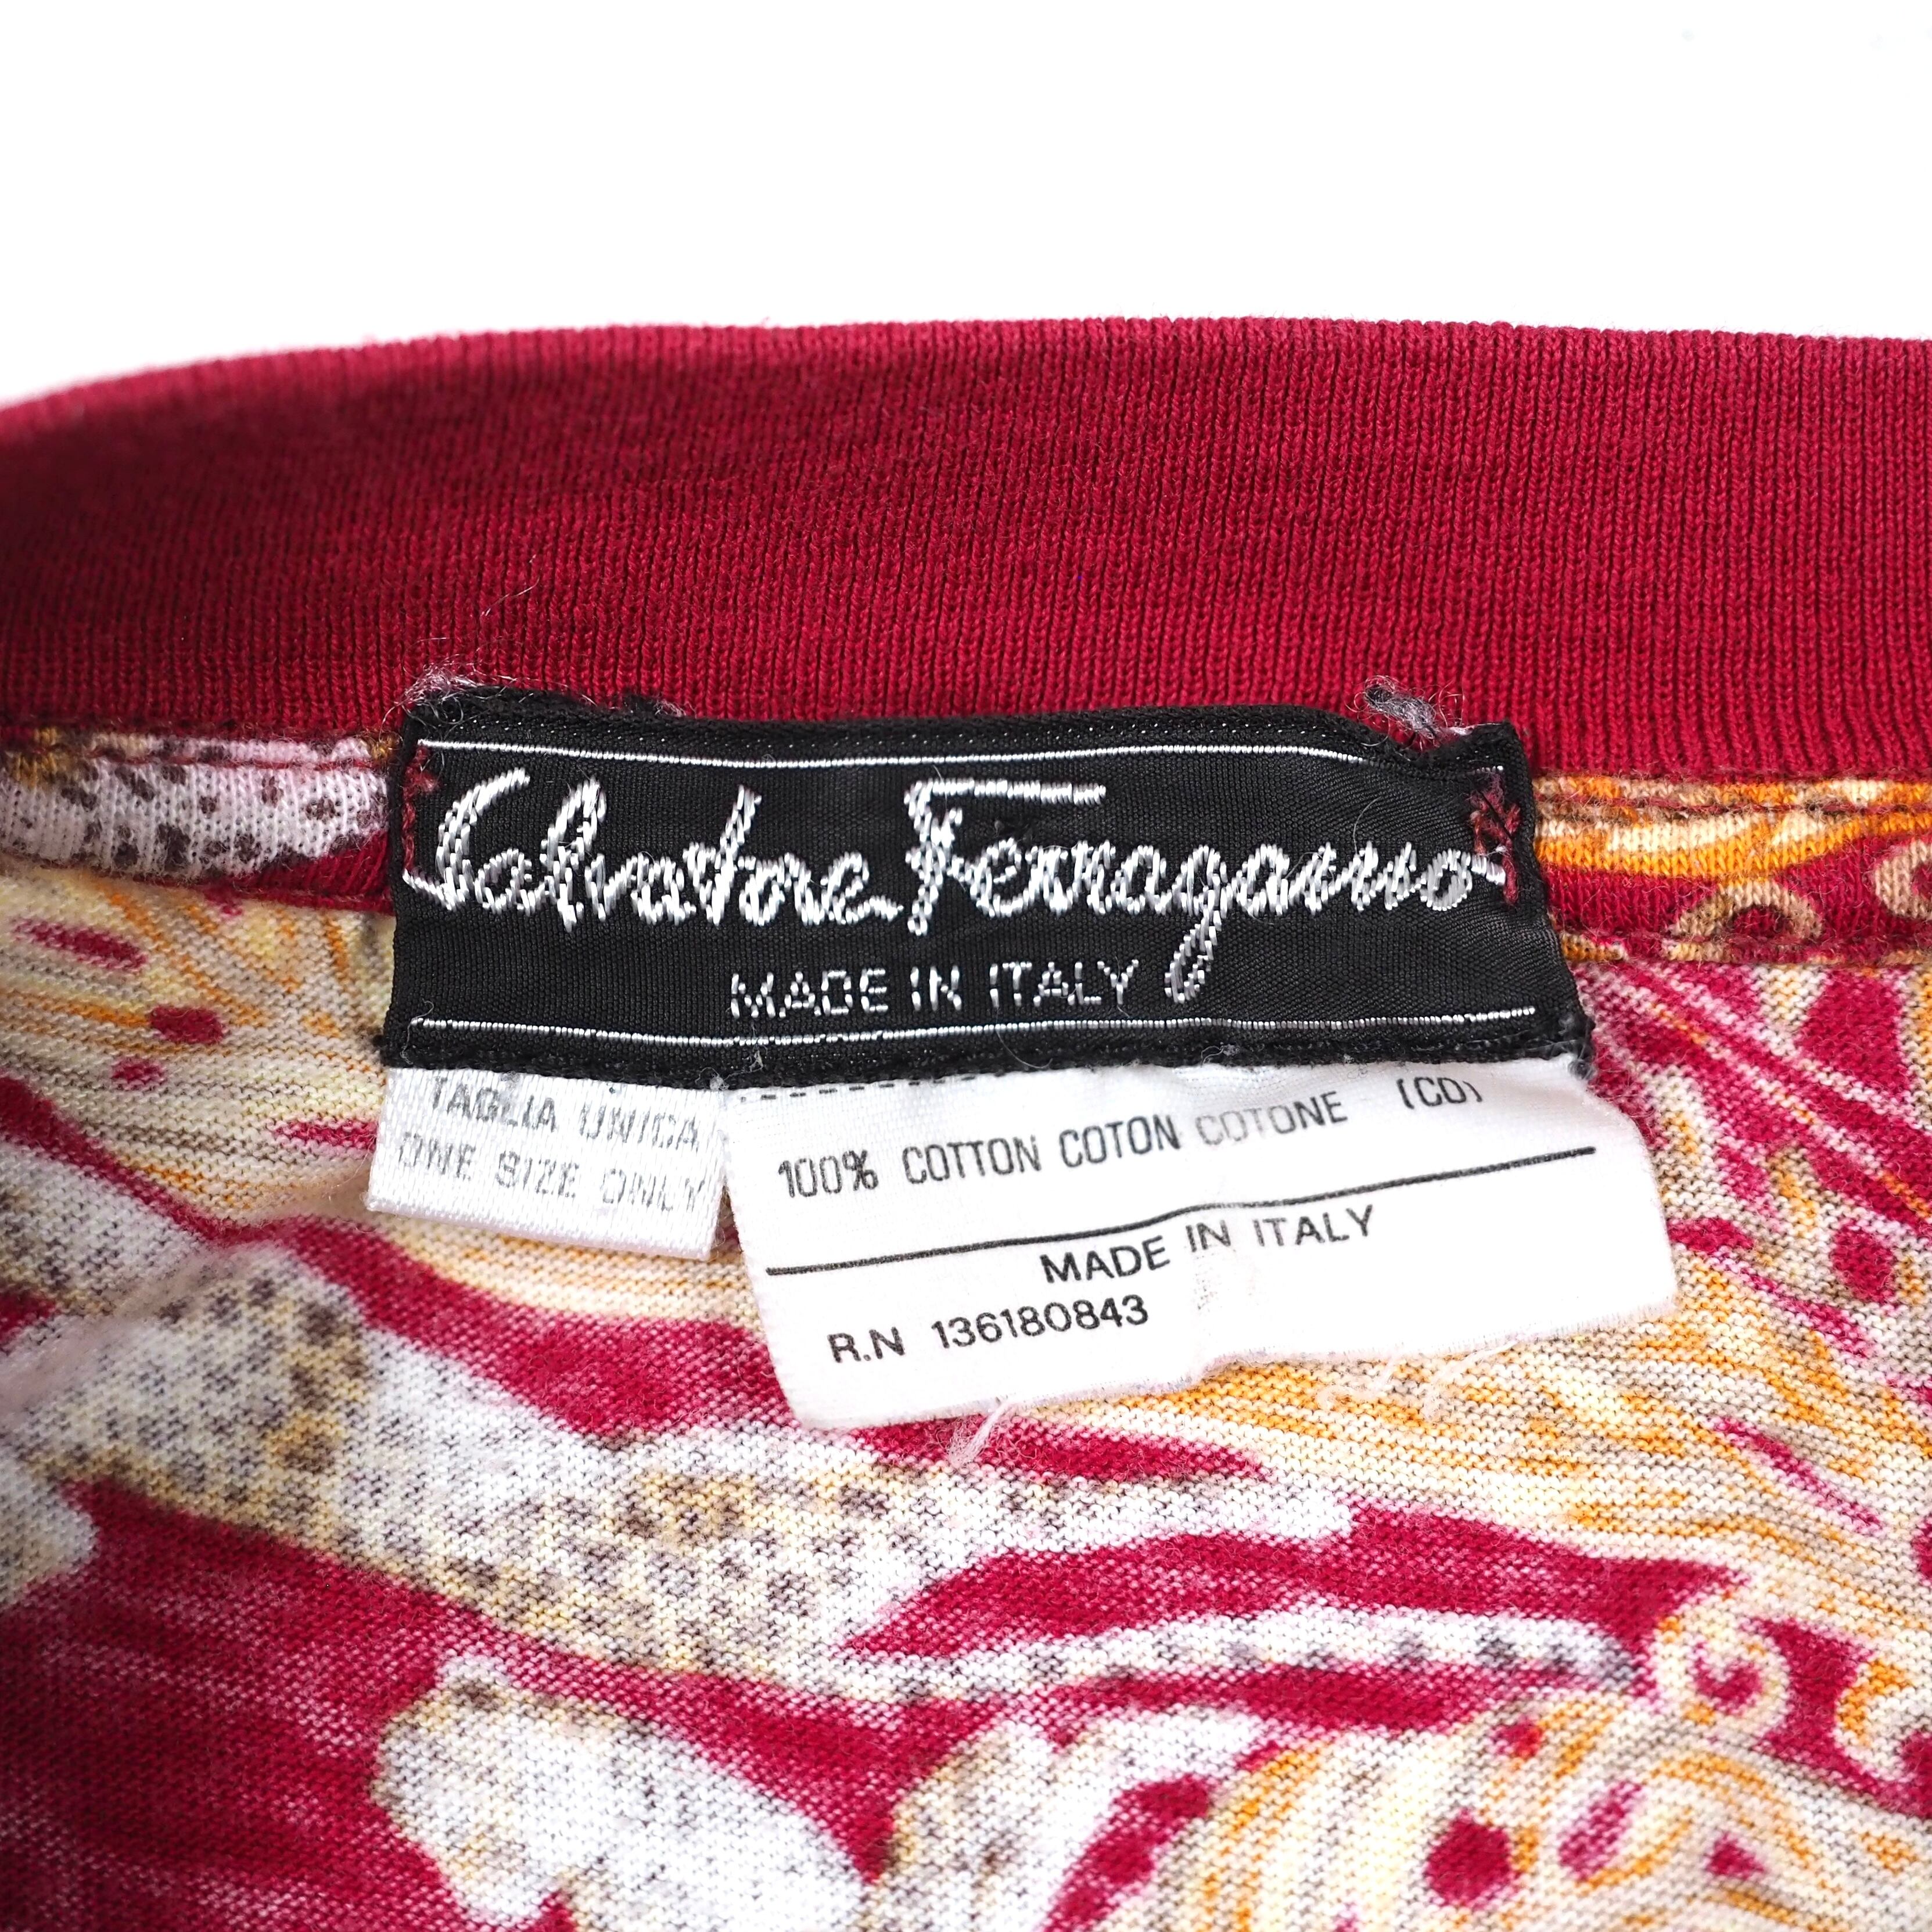 Salvatore Ferragamo
MADE IN ITALY
TAGLIA UNICA
ONE SIZE ONLY
100% COTTON COTON COTONE (CO)
MADE IN ITALY
R.N 136180843